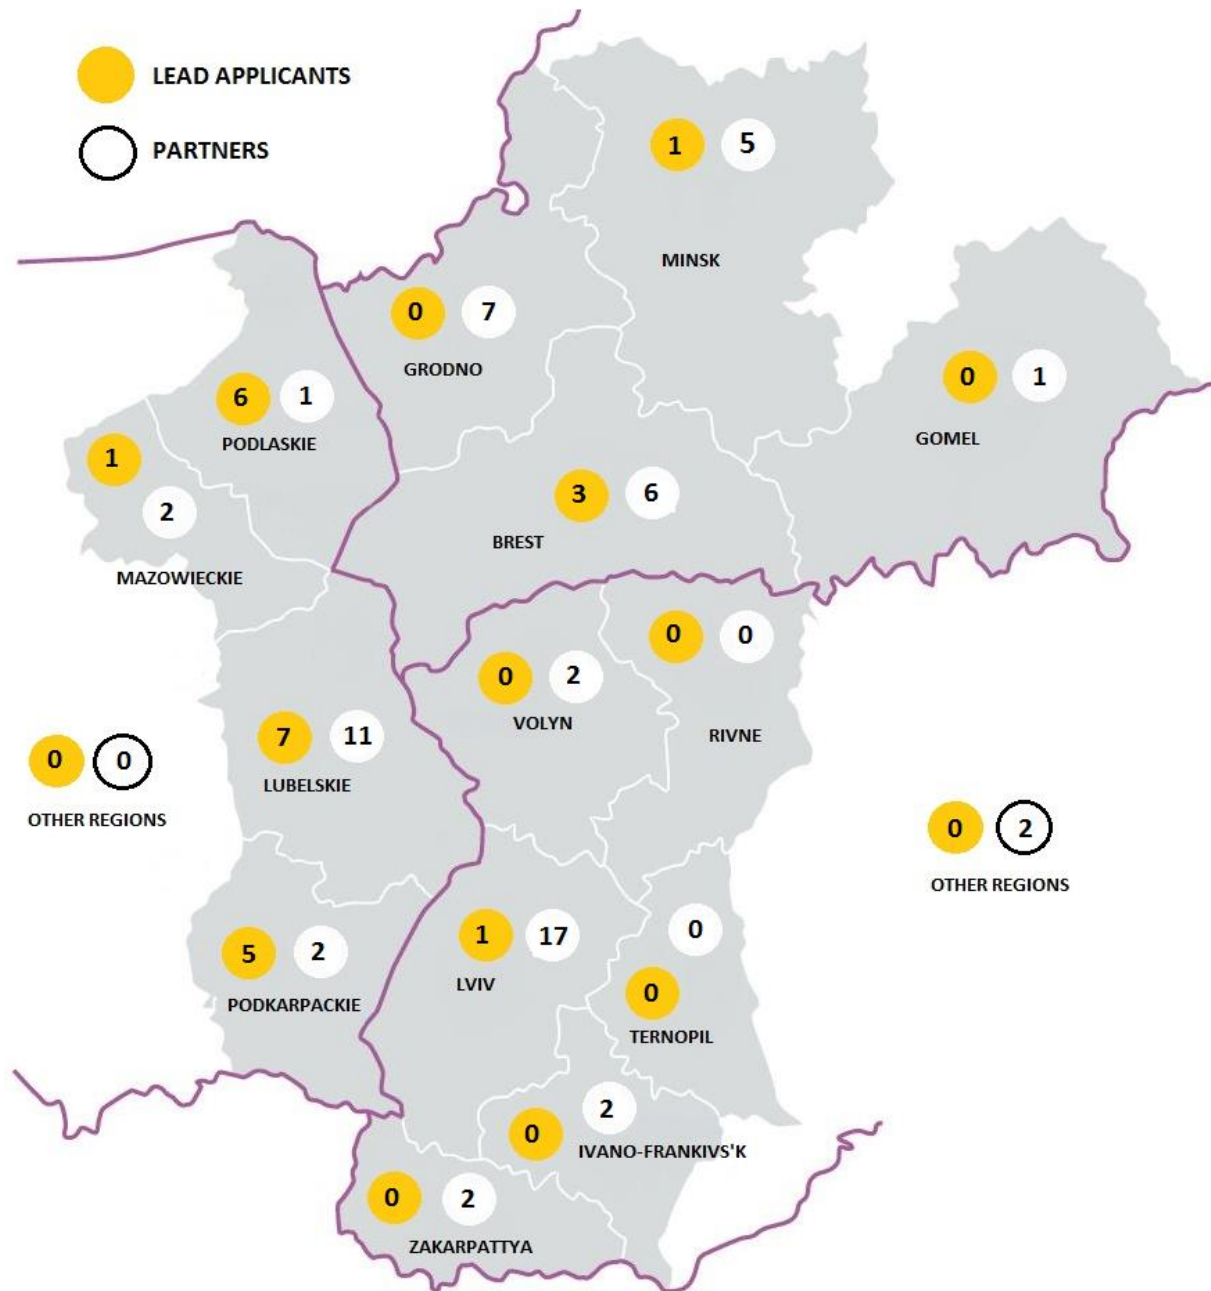 LEAD APPLICANTS
PARTNERS
1 5
MINSK
0 7
GRODNO
0 1
GOMEL
6 1
PODLASKIE
1
2
MAZOWIECKIE
3 6
BREST
0 2
VOLYN
0 0
RIVNE
7 11
LUBELSKIE
0 0
OTHER REGIONS
0 2
OTHER REGIONS
5 2
PODKARPACKIE
1 17
LVIV
0
0
TERNOPIL
2
0
IVANO-FRANKIVS'K
0 2
ZAKARPATTYA